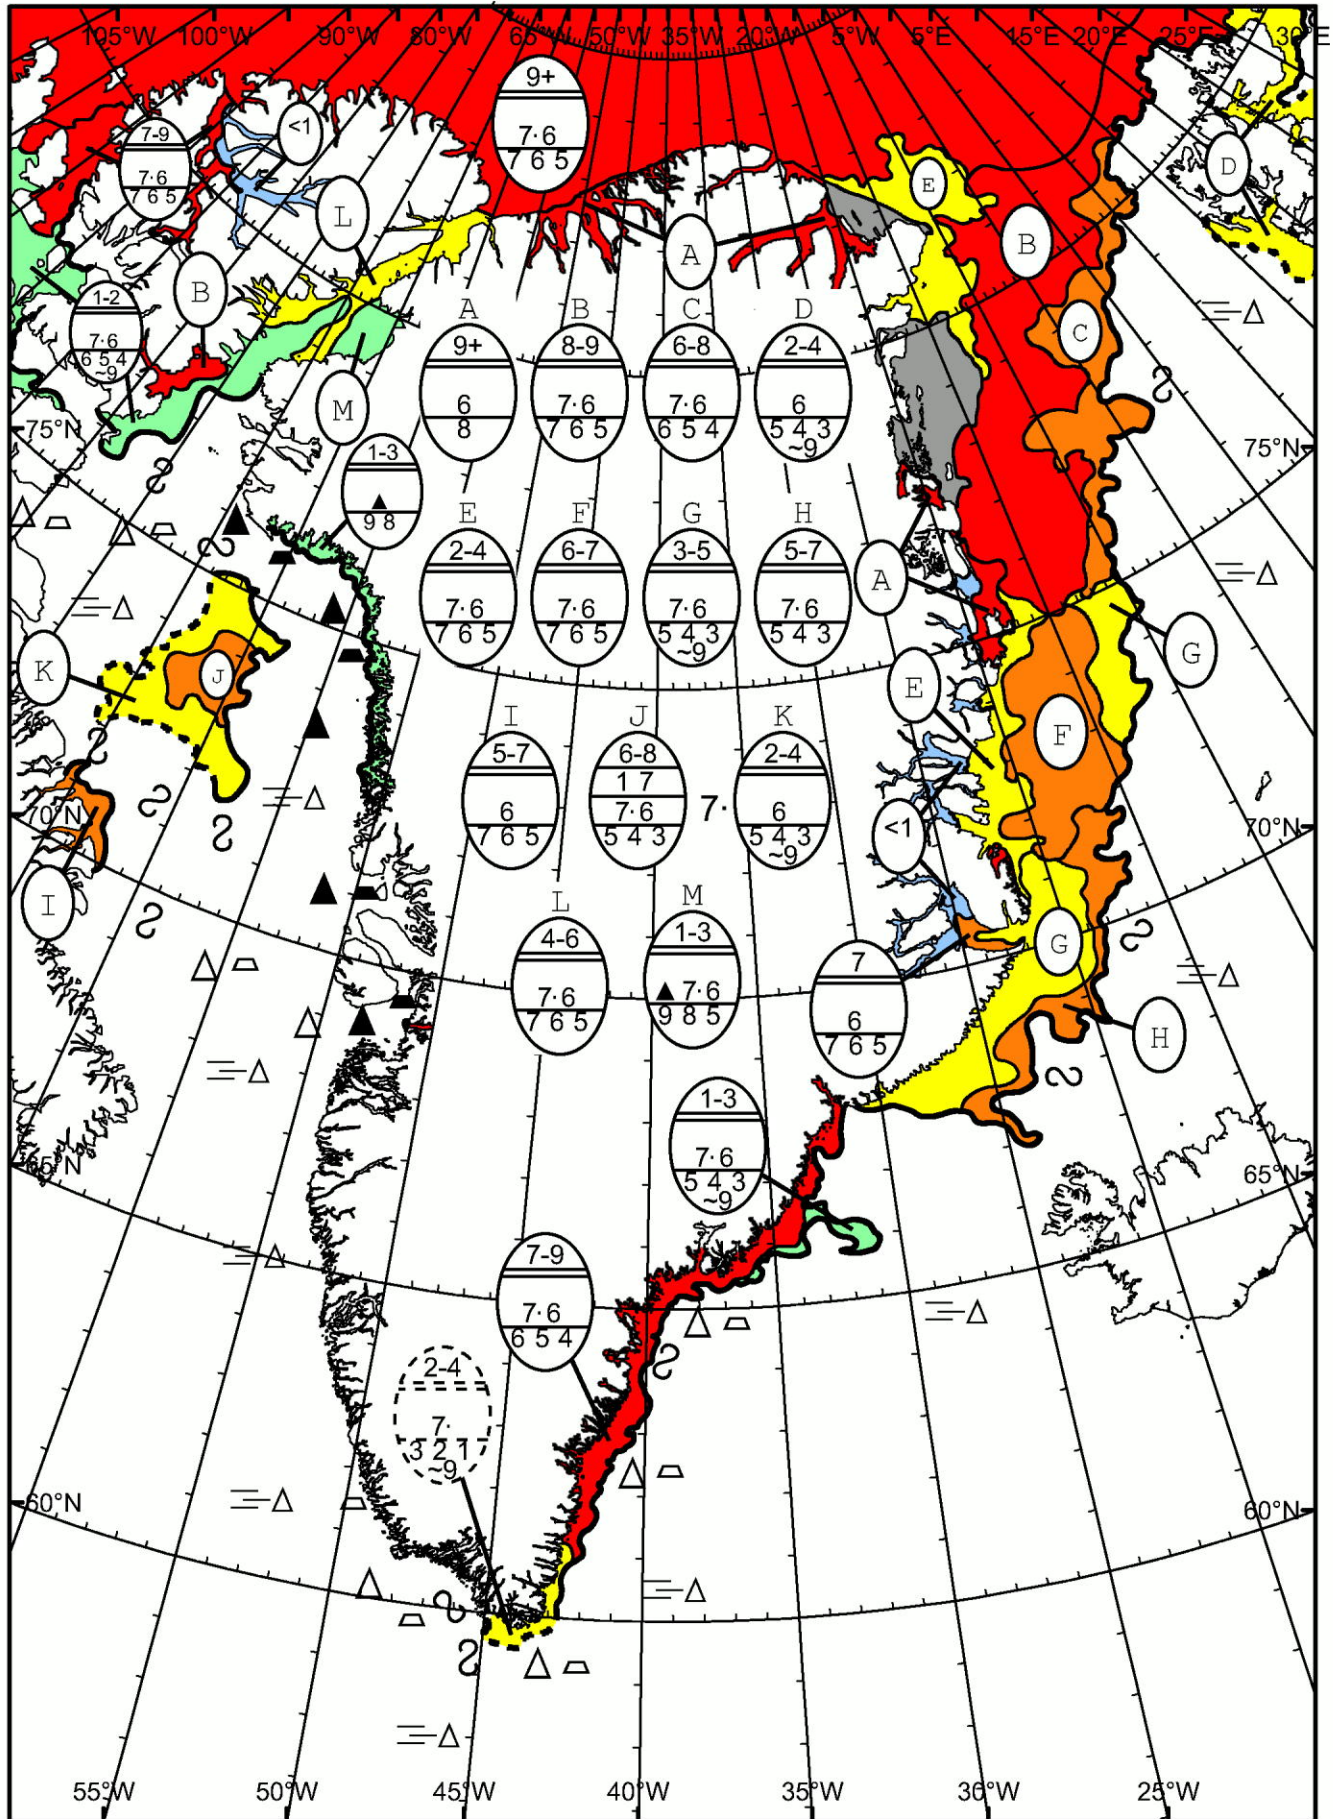 105°W 100°W 90°W 80°W 65°W 50°W 35°W 20°W 5°W 5°E 15°E 20°E 25°E 30°E
9+
7·6
7 6 5
7-9
7·6
7 6 5
<1
L
E
D
B
A
B
C
1-2
7·6
6 5 4
~9
M
75°N
75°N
A B C D
9+ 8-9 6-8 2-4
6 7·6 7·6 6
8 7 6 5 6 5 4 5 4 3
~9
1-3
▲
9 8
E F G H
2-4 6-7 3-5 5-7
7·6 7·6 7·6 7·6
7 6 5 7 6 5 5 4 3 5 4 3
~9
A
K
J
E
G
F
I J K
5-7 6-8 2-4
1 7
6 7·6 7· 6
7 6 5 5 4 3 5 4 3
~9
70°N
70°N
<1
I
L M
4-6 1-3
7·6 ▲ 7·6
7 6 5 9 8 5
7
6
7 6 5
G
H
1-3
7·6
5 4 3
~9
65°N
65°N
7-9
7·6
6 5 4
2-4
7·
3 2 1
~9
60°N
60°N
55°W 50°W 45°W 40°W 35°W 30°W 25°W